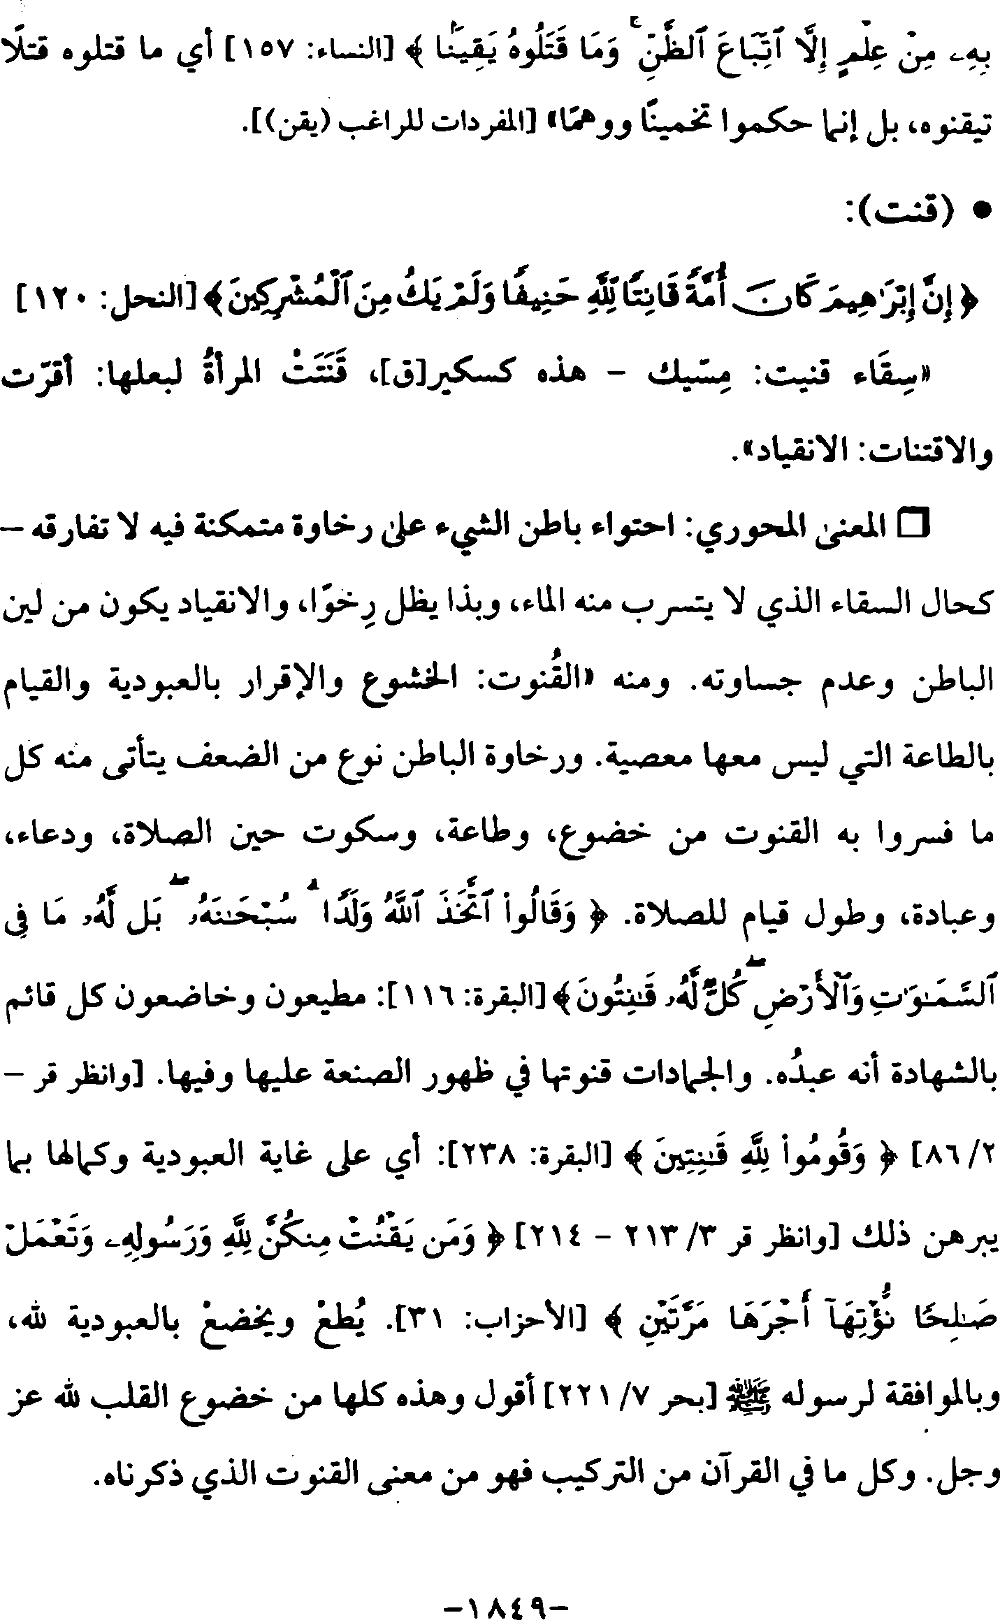 بِهِۦ مِنْ عِلْمٍ إِلَّا ٱتِّبَاعَ ٱلظَّنِّ ۚ وَمَا قَتَلُوهُ يَقِينًۢا ﴾ [النساء: ١٥٧] أي ما قتلوه قتلًا
تيقنوه، بل إنما حكموا تخمينًا ووهمًا» [المفردات للراغب (يقن)].
• (قنت):
﴿ إِنَّ إِبْرَٰهِيمَ كَانَ أُمَّةً قَانِتًا لِلَّهِ حَنِيفًا وَلَمْ يَكُ مِنَ ٱلْمُشْرِكِينَ ﴾ [النحل: ١٢٠]
«سِقَاء قنيت: مِسّيك – هذه كسكير[ق]، قَنَتَتْ المرأةُ لبعلها: أقرّت
والاقتنات: الانقياد».
❐ المعنى المحوري: احتواء باطن الشيء على رخاوة متمكنة فيه لا تفارقه –
كحال السقاء الذي لا يتسرب منه الماء، وبذا يظل رِخوًا، والانقياد يكون من لين
الباطن وعدم جساوته. ومنه «القُنوت: الخشوع والإقرار بالعبودية والقيام
بالطاعة التي ليس معها معصية. ورخاوة الباطن نوع من الضعف يتأتى منه كل
ما فسروا به القنوت من خضوع، وطاعة، وسكوت حين الصلاة، ودعاء،
وعبادة، وطول قيام للصلاة. ﴿ وَقَالُوا۟ ٱتَّخَذَ ٱللَّهُ وَلَدًا ۗ سُبْحَـٰنَهُۥ ۖ بَل لَّهُۥ مَا فِى
ٱلسَّمَـٰوَٰتِ وَٱلْأَرْضِ ۖ كُلٌّ لَّهُۥ قَـٰنِتُونَ ﴾ [البقرة: ١١٦]: مطيعون وخاضعون كل قائم
بالشهادة أنه عبدُه. والجمادات قنوتها في ظهور الصنعة عليها وفيها. [وانظر قر –
٢/ ٨٦] ﴿ وَقُومُوا۟ لِلَّهِ قَـٰنِتِينَ ﴾ [البقرة: ٢٣٨]: أي على غاية العبودية وكمالها بما
يبرهن ذلك [وانظر قر ٣/ ٢١٣ – ٢١٤] ﴿ وَمَن يَقْنُتْ مِنكُنَّ لِلَّهِ وَرَسُولِهِۦ وَتَعْمَلْ
صَـٰلِحًا نُّؤْتِهَآ أَجْرَهَا مَرَّتَيْنِ ﴾ [الأحزاب: ٣١]. يُطعْ ويخضعْ بالعبودية لله،
وبالموافقة لرسوله ﷺ [بحر ٧/ ٢٢١] أقول وهذه كلها من خضوع القلب لله عز
وجل. وكل ما في القرآن من التركيب فهو من معنى القنوت الذي ذكرناه.
–١٨٤٩–